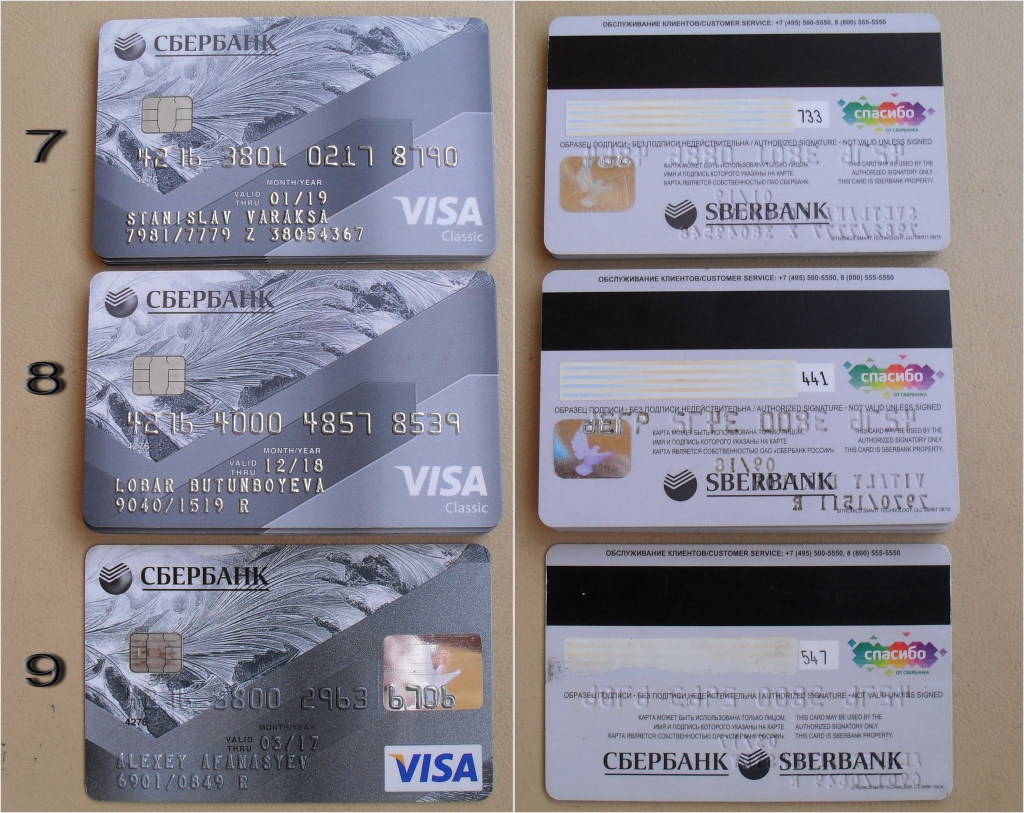 7
СБЕРБАНК
4216 3801 0217 8790
4276
MONTH/YEAR
VALID THRU 01/19
STANISLAV VARAKSA
7981/7779 Z 38054367
VISA
Classic
ОБСЛУЖИВАНИЕ КЛИЕНТОВ/CUSTOMER SERVICE: +7 (495) 500-5550, 8 (800) 555-5550
733
спасибо
ОТ СБЕРБАНКА
ОБРАЗЕЦ ПОДПИСИ · БЕЗ ПОДПИСИ НЕДЕЙСТВИТЕЛЬНА / AUTHORIZED SIGNATURE · NOT VALID UNLESS SIGNED
КАРТА МОЖЕТ БЫТЬ ИСПОЛЬЗОВАНА ТОЛЬКО ЛИЦОМ,
ИМЯ И ПОДПИСЬ КОТОРОГО УКАЗАНЫ НА КАРТЕ.
КАРТА ЯВЛЯЕТСЯ СОБСТВЕННОСТЬЮ ПАО СБЕРБАНК
THIS CARD MAY BE USED BY THE
AUTHORIZED SIGNATORY ONLY.
THIS CARD IS SBERBANK PROPERTY.
SBERBANK
8
СБЕРБАНК
4276 4000 4857 8539
MONTH/YEAR
VALID THRU 12/18
LOBAR BUTUNBOYEVA
9040/1519 R
VISA
Classic
ОБСЛУЖИВАНИЕ КЛИЕНТОВ/CUSTOMER SERVICE: +7 (495) 500-5550, 8 (800) 555-5550
441
спасибо
ОТ СБЕРБАНКА
ОБРАЗЕЦ ПОДПИСИ · БЕЗ ПОДПИСИ НЕДЕЙСТВИТЕЛЬНА / AUTHORIZED SIGNATURE · NOT VALID UNLESS SIGNED
КАРТА МОЖЕТ БЫТЬ ИСПОЛЬЗОВАНА ТОЛЬКО ЛИЦОМ,
ИМЯ И ПОДПИСЬ КОТОРОГО УКАЗАНЫ НА КАРТЕ.
КАРТА ЯВЛЯЕТСЯ СОБСТВЕННОСТЬЮ ОАО «СБЕРБАНК РОССИИ»
THIS CARD MAY BE USED BY THE
AUTHORIZED SIGNATORY ONLY.
THIS CARD IS SBERBANK PROPERTY.
SBERBANK
9
СБЕРБАНК
3800 2963 6706
4276
MONTH/YEAR
VALID THRU 03/17
ALEXEY AFANASYEV
6901/0849 R
VISA
ОБСЛУЖИВАНИЕ КЛИЕНТОВ/CUSTOMER SERVICE: +7 (495) 500-5550, 8 (800) 555-5550
547
спасибо
ОТ СБЕРБАНКА
ОБРАЗЕЦ ПОДПИСИ · БЕЗ ПОДПИСИ НЕДЕЙСТВИТЕЛЬНА / AUTHORIZED SIGNATURE · NOT VALID UNLESS SIGNED
КАРТА МОЖЕТ БЫТЬ ИСПОЛЬЗОВАНА ТОЛЬКО ЛИЦОМ,
ИМЯ И ПОДПИСЬ КОТОРОГО УКАЗАНЫ НА КАРТЕ.
КАРТА ЯВЛЯЕТСЯ СОБСТВЕННОСТЬЮ ОАО «СБЕРБАНК РОССИИ»
THIS CARD MAY BE USED BY THE
AUTHORIZED SIGNATORY ONLY.
THIS CARD IS SBERBANK PROPERTY.
СБЕРБАНК SBERBANK